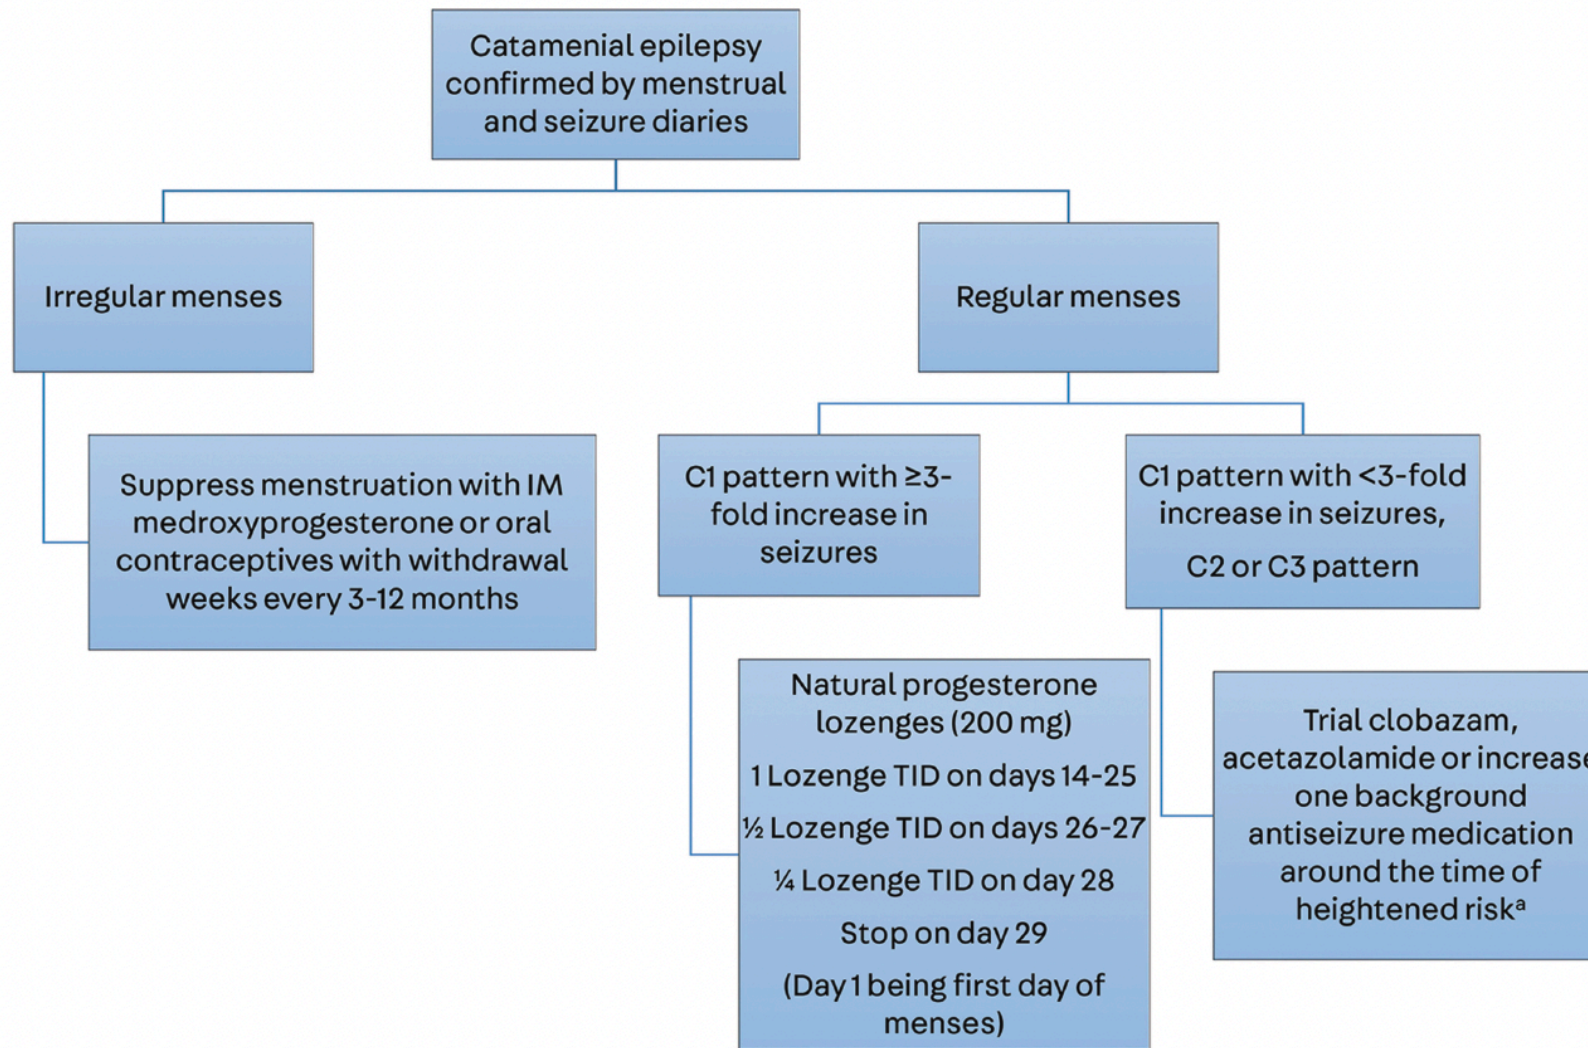 Catamenial epilepsy
confirmed by menstrual
and seizure diaries
Irregular menses
Regular menses
Suppress menstruation with IM
medroxyprogesterone or oral
contraceptives with withdrawal
weeks every 3-12 months
C1 pattern with ≥3-
fold increase in
seizures
C1 pattern with <3-fold
increase in seizures,
C2 or C3 pattern
Natural progesterone
lozenges (200 mg)
1 Lozenge TID on days 14-25
½ Lozenge TID on days 26-27
¼ Lozenge TID on day 28
Stop on day 29
(Day 1 being first day of
menses)
Trial clobazam,
acetazolamide or increase
one background
antiseizure medication
around the time of
heightened riskᵃ